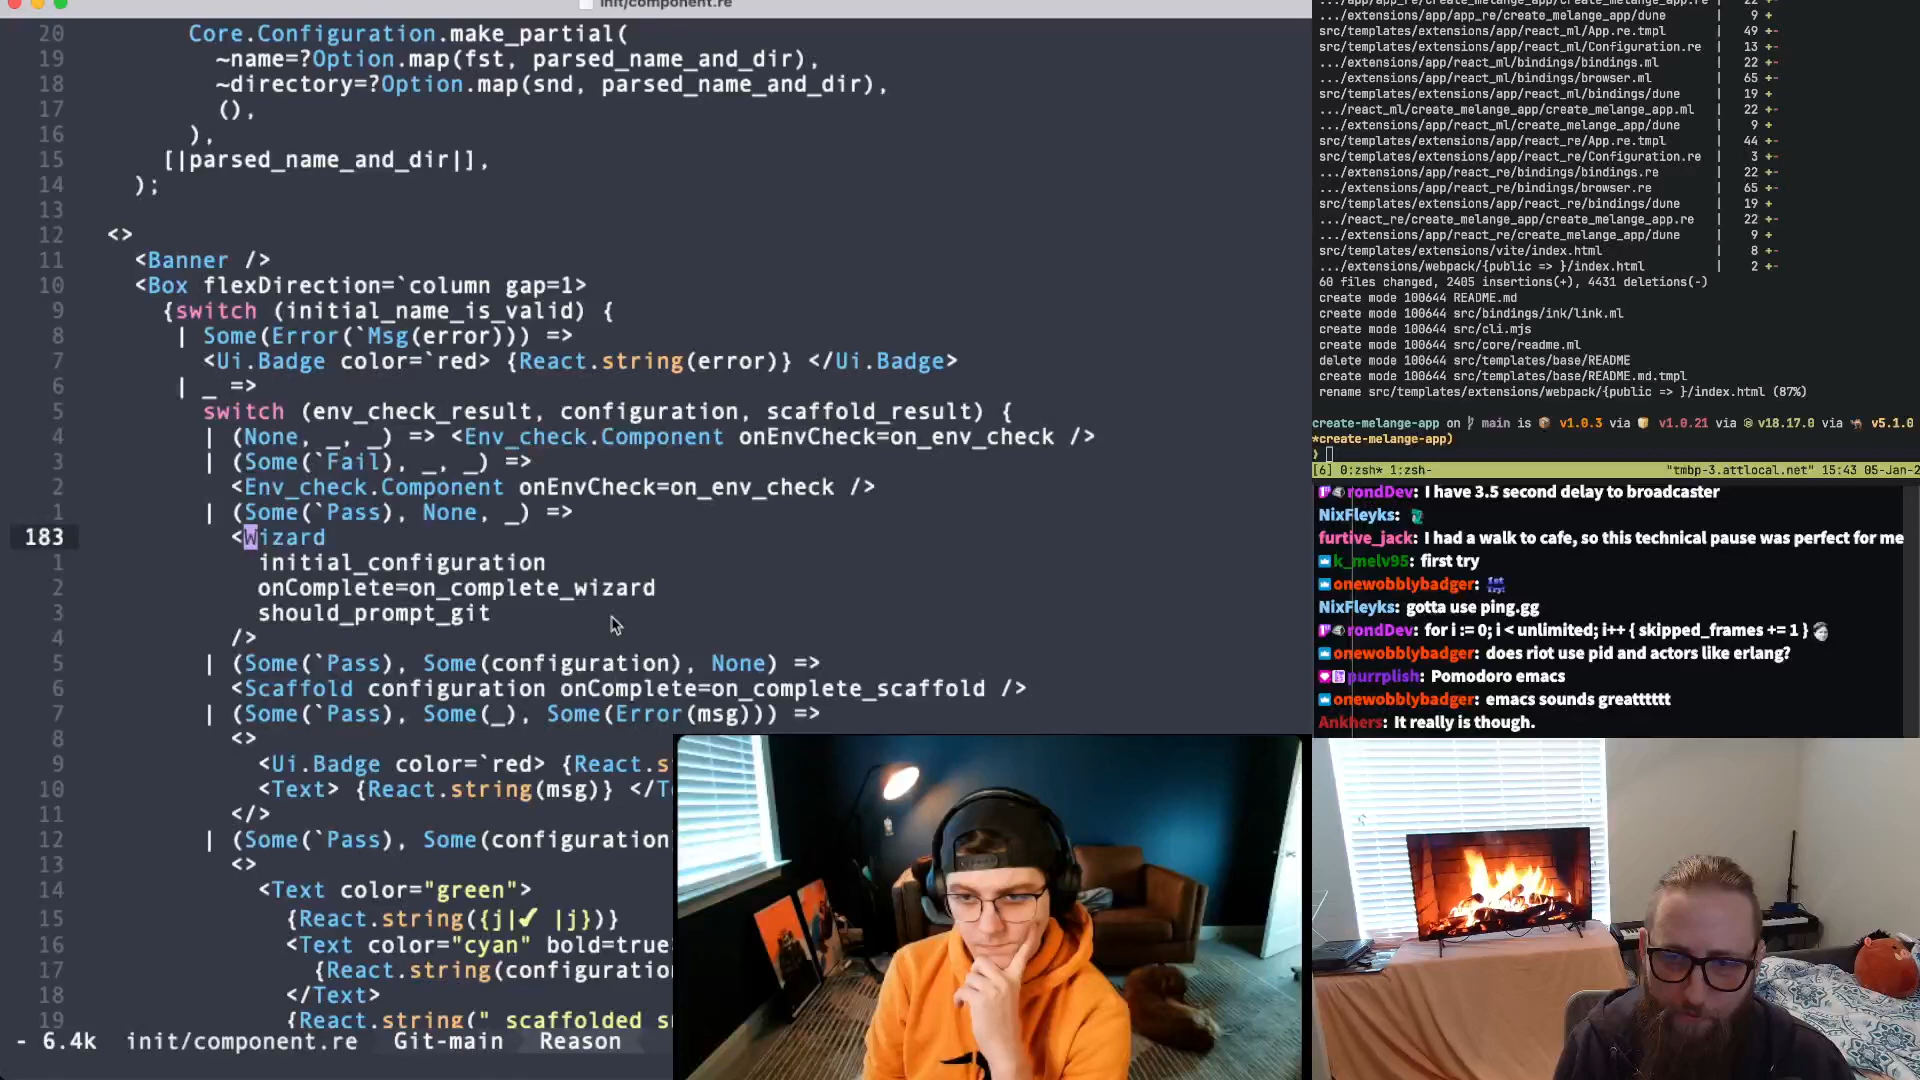 init/component.re
20 Core.Configuration.make_partial(
19 ~name=?Option.map(fst, parsed_name_and_dir),
18 ~directory=?Option.map(snd, parsed_name_and_dir),
17 (),
16 ),
15 [|parsed_name_and_dir|],
14 );
13
12 <>
11 <Banner />
10 <Box flexDirection=`column gap=1>
9 {switch (initial_name_is_valid) {
8 | Some(Error(`Msg(error))) =>
7 <Ui.Badge color=`red> {React.string(error)} </Ui.Badge>
6 | _ =>
5 switch (env_check_result, configuration, scaffold_result) {
4 | (None, _, _) => <Env_check.Component onEnvCheck=on_env_check />
3 | (Some(`Fail), _, _) =>
2 <Env_check.Component onEnvCheck=on_env_check />
1 | (Some(`Pass), None, _) =>
183 <Wizard
1 initial_configuration
2 onComplete=on_complete_wizard
3 should_prompt_git
4 />
5 | (Some(`Pass), Some(configuration), None) =>
6 <Scaffold configuration onComplete=on_complete_scaffold />
7 | (Some(`Pass), Some(_), Some(Error(msg))) =>
8 <>
9 <Ui.Badge color=`red> {React.s
10 <Text> {React.string(msg)} </T
11 </>
12 | (Some(`Pass), Some(configuration
13 <>
14 <Text color="green">
15 {React.string({j|✔ |j})}
16 <Text color="cyan" bold=true
17 {React.string(configuratio
18 </Text>
19 {React.string(" scaffolded s
- 6.4k init/component.re Git-main Reason
.../extensions/app/app_re/create_melange_app/dune | 9 +
src/templates/extensions/app/react_ml/App.re.tmpl | 49 +-
src/templates/extensions/app/react_ml/Configuration.re | 13 +-
.../extensions/app/react_ml/bindings/bindings.ml | 22 +-
.../extensions/app/react_ml/bindings/browser.ml | 65 +-
.../extensions/app/react_ml/bindings/dune | 19 +
.../react_ml/create_melange_app/create_melange_app.ml | 22 +-
.../extensions/app/react_ml/create_melange_app/dune | 9 +
src/templates/extensions/app/react_re/App.re.tmpl | 44 +-
src/templates/extensions/app/react_re/Configuration.re | 3 +-
.../extensions/app/react_re/bindings/bindings.re | 22 +-
.../extensions/app/react_re/bindings/browser.re | 65 +-
src/templates/extensions/app/react_re/bindings/dune | 19 +
.../react_re/create_melange_app/create_melange_app.re | 22 +-
.../extensions/app/react_re/create_melange_app/dune | 9 +
src/templates/extensions/vite/index.html | 8 +-
.../extensions/webpack/{public => }/index.html | 2 +-
60 files changed, 2405 insertions(+), 4431 deletions(-)
create mode 100644 README.md
create mode 100644 src/bindings/ink/link.ml
create mode 100644 src/cli.mjs
create mode 100644 src/core/readme.ml
delete mode 100644 src/templates/base/README
create mode 100644 src/templates/base/README.md.tmpl
rename src/templates/extensions/webpack/{public => }/index.html (87%)
create-melange-app on main is v1.0.3 via v1.0.21 via v18.17.0 via v5.1.0
*create-melange-app)
[6] 0:zsh* 1:zsh- "tmbp-3.attlocal.net" 15:43 05-Jan-2
rondDev: I have 3.5 second delay to broadcaster
NixFleyks:
furtive_jack: I had a walk to cafe, so this technical pause was perfect for me
k_melv95: first try
onewobblybadger:
NixFleyks: gotta use ping.gg
rondDev: for i := 0; i < unlimited; i++ { skipped_frames += 1 }
onewobblybadger: does riot use pid and actors like erlang?
purrplish: Pomodoro emacs
onewobblybadger: emacs sounds greatttttt
Ankhers: It really is though.